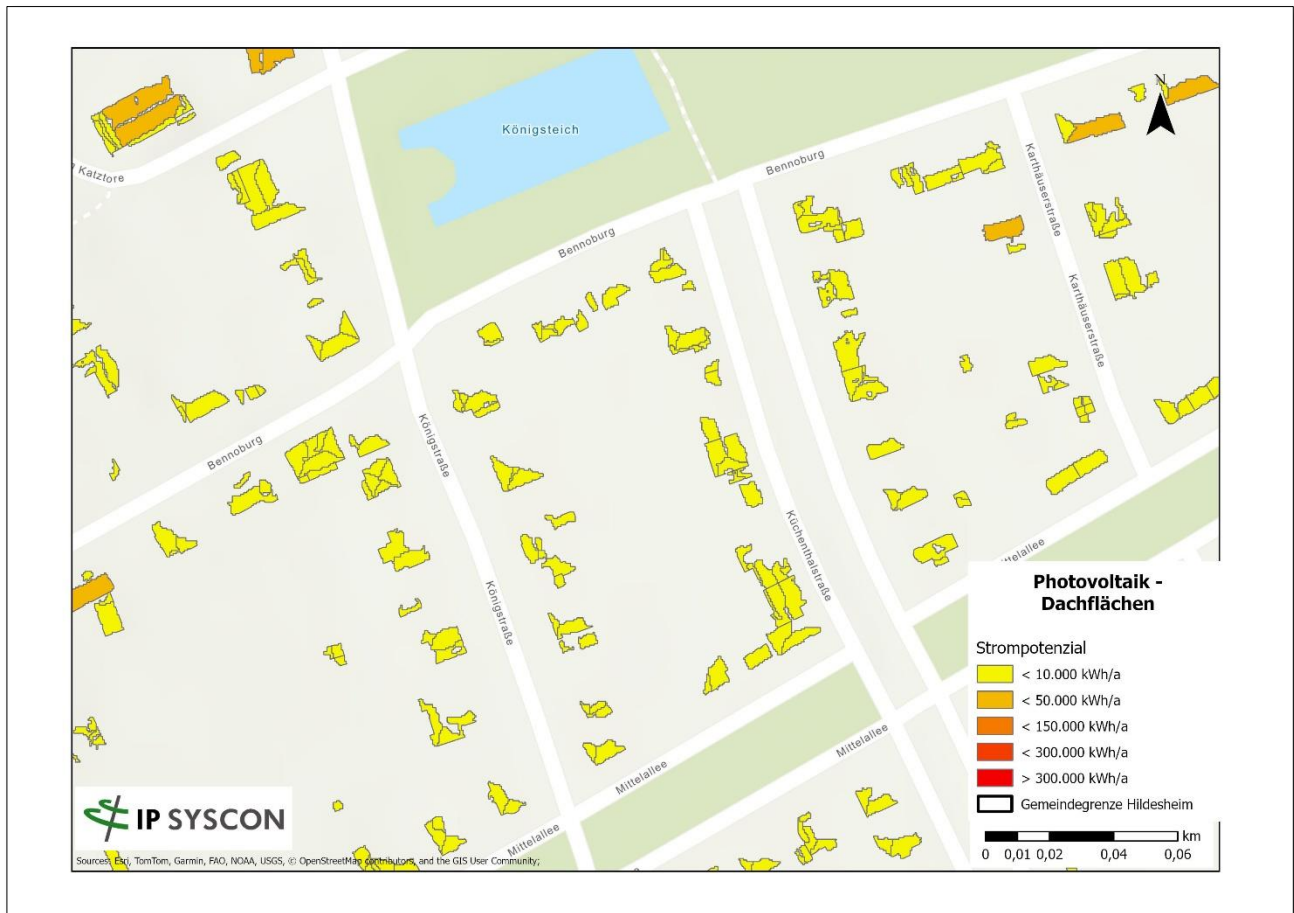 Königsteich
Katztore
Bennoburg
Karthäuserstraße
N
Bennoburg
Karthäuserstraße
Bennoburg
Königstraße
Küchenthalstraße
Königstraße
Mittelallee
Mittelallee
Mittelallee
Photovoltaik -
Dachflächen
Strompotenzial
< 10.000 kWh/a
< 50.000 kWh/a
< 150.000 kWh/a
< 300.000 kWh/a
> 300.000 kWh/a
Gemeindegrenze Hildesheim
km
0 0,01 0,02 0,04 0,06
IP SYSCON
Sources: Esri, TomTom, Garmin, FAO, NOAA, USGS, © OpenStreetMap contributors, and the GIS User Community;